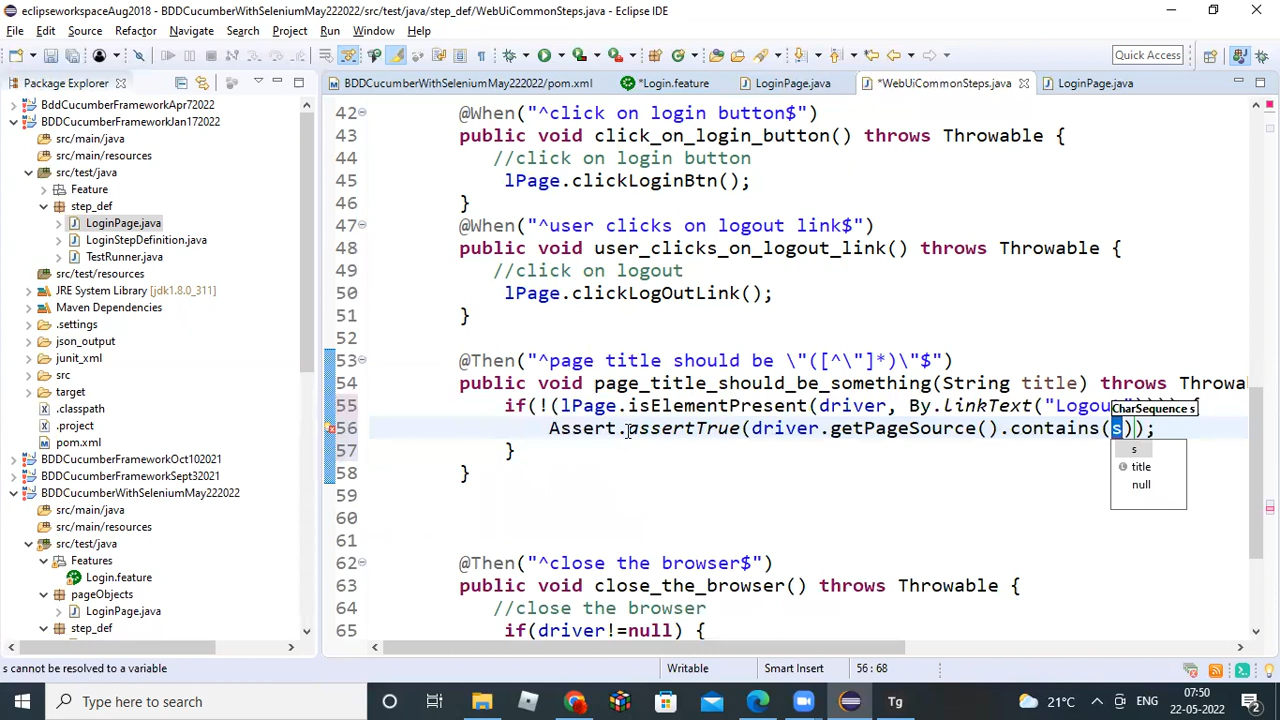 eclipseworkspaceAug2018 - BDDCucumberWithSeleniumMay222022/src/test/java/step_def/WebUiCommonSteps.java - Eclipse IDE
File Edit Source Refactor Navigate Search Project Run Window Help
Quick Access
Package Explorer
BddCucumberFrameworkApr72022
BddCucumberFrameworkJan172022
src/main/java
src/main/resources
src/test/java
Feature
step_def
LoginPage.java
LoginStepDefinition.java
TestRunner.java
src/test/resources
JRE System Library [jdk1.8.0_311]
Maven Dependencies
.settings
json_output
junit_xml
src
target
.classpath
.project
pom.xml
BDDCucumberFrameworkOct102021
BDDCucumberFrameworkSept32021
BDDCucumberWithSeleniumMay222022
src/main/java
src/main/resources
src/test/java
Features
Login.feature
pageObjects
LoginPage.java
step_def
BDDCucumberWithSeleniumMay222022/pom.xml *Login.feature LoginPage.java *WebUiCommonSteps.java LoginPage.java
42 @When("^click on login button$")
43 public void click_on_login_button() throws Throwable {
44 //click on login button
45 lPage.clickLoginBtn();
46 }
47 @When("^user clicks on logout link$")
48 public void user_clicks_on_logout_link() throws Throwable {
49 //click on logout
50 lPage.clickLogOutLink();
51 }
52
53 @Then("^page title should be \"([^\"]*)\"$")
54 public void page_title_should_be_something(String title) throws Throwa
55 if(!(lPage.isElementPresent(driver, By.linkText("Logou
CharSequence s
56 Assert.assertTrue(driver.getPageSource().contains(s));
s
title
null
57 }
58 }
59
60
61
62 @Then("^close the browser$")
63 public void close_the_browser() throws Throwable {
64 //close the browser
65 if(driver!=null) {
s cannot be resolved to a variable
Writable
Smart Insert
56 : 68
Type here to search
Tg
21°C
ENG
07:50
22-05-2022
2